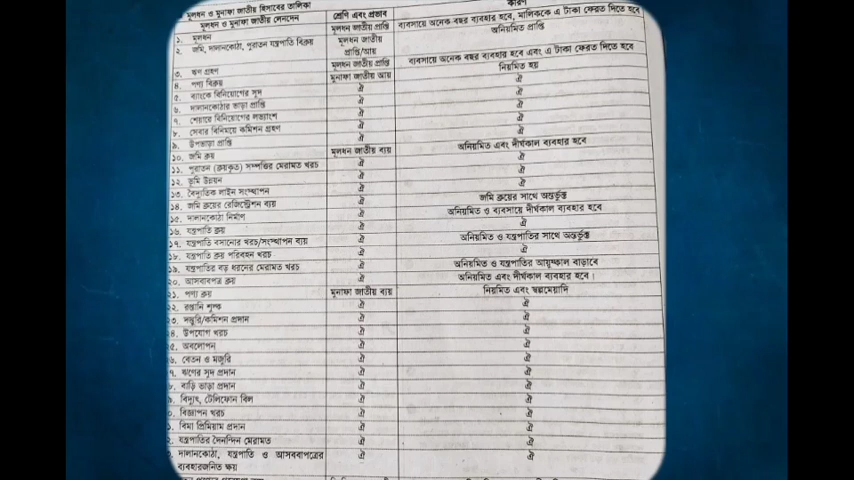 মূলধন ও মুনাফা জাতীয় হিসাবের তালিকা
মূলধন ও মুনাফা জাতীয় লেনদেন শ্রেণি এবং প্রভাব কারণ
১. মূলধন মূলধন জাতীয় প্রাপ্তি ব্যবসায়ে অনেক বছর ব্যবহার হবে, মালিককে এ টাকা ফেরত দিতে হবে
২. জমি, দালানকোঠা, পুরাতন যন্ত্রপাতি বিক্রয় মূলধন জাতীয় প্রাপ্তি/আয় অনিয়মিত প্রাপ্তি
৩. ঋণ গ্রহণ মূলধন জাতীয় প্রাপ্তি ব্যবসায়ে অনেক বছর ব্যবহার হবে এবং এ টাকা ফেরত দিতে হবে
৪. পণ্য বিক্রয় মুনাফা জাতীয় আয় নিয়মিত হয়
৫. ব্যাংকে বিনিয়োগের সুদ ঐ ঐ
৬. দালানকোঠার ভাড়া প্রাপ্তি ঐ ঐ
৭. শেয়ারে বিনিয়োগের লভ্যাংশ ঐ ঐ
৮. সেবার বিনিময়ে কমিশন গ্রহণ ঐ ঐ
৯. উপভাড়া প্রাপ্তি ঐ ঐ
১০. জমি ক্রয় মূলধন জাতীয় ব্যয় অনিয়মিত এবং দীর্ঘকাল ব্যবহার হবে
১১. পুরাতন (ক্রয়কৃত) সম্পত্তির মেরামত খরচ ঐ ঐ
১২. ভূমি উন্নয়ন ঐ ঐ
১৩. বৈদ্যুতিক লাইন সংস্থাপন ঐ ঐ
১৪. জমি ক্রয়ের রেজিস্ট্রেশন ব্যয় ঐ জমি ক্রয়ের সাথে অন্তর্ভুক্ত
১৫. দালানকোঠা নির্মাণ ঐ অনিয়মিত ও ব্যবসায়ে দীর্ঘকাল ব্যবহার হবে
১৬. যন্ত্রপাতি ক্রয় ঐ ঐ
১৭. যন্ত্রপাতি বসানোর খরচ/সংস্থাপন ব্যয় ঐ অনিয়মিত ও যন্ত্রপাতির সাথে অন্তর্ভুক্ত
১৮. যন্ত্রপাতি ক্রয় পরিবহন খরচ ঐ ঐ
১৯. যন্ত্রপাতির বড় ধরনের মেরামত খরচ ঐ অনিয়মিত ও যন্ত্রপাতির আয়ুষ্কাল বাড়াবে
২০. আসবাবপত্র ক্রয় ঐ অনিয়মিত এবং দীর্ঘকাল ব্যবহার হবে।
২১. পণ্য ক্রয় মুনাফা জাতীয় ব্যয় নিয়মিত এবং স্বল্পমেয়াদি
২২. রপ্তানি শুল্ক ঐ ঐ
৩. দস্তুরি/কমিশন প্রদান ঐ ঐ
৪. উপযোগ খরচ ঐ ঐ
৫. অবলোপন ঐ ঐ
৬. বেতন ও মজুরি ঐ ঐ
৭. ঋণের সুদ প্রদান ঐ ঐ
৮. বাড়ি ভাড়া প্রদান ঐ ঐ
৯. বিদ্যুৎ, টেলিফোন বিল ঐ ঐ
০. বিজ্ঞাপন খরচ ঐ ঐ
১. বিমা প্রিমিয়াম প্রদান ঐ ঐ
২. যন্ত্রপাতির দৈনন্দিন মেরামত ঐ ঐ
দালানকোঠা, যন্ত্রপাতি ও আসবাবপত্রের ঐ ঐ
ব্যবহারজনিত ক্ষয়